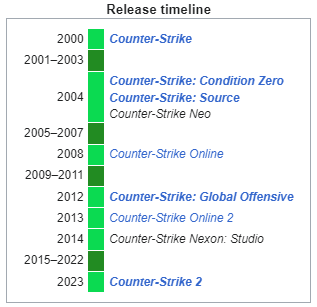 Release timeline
2000 Counter-Strike
2001–2003
Counter-Strike: Condition Zero
2004 Counter-Strike: Source
Counter-Strike Neo
2005–2007
2008 Counter-Strike Online
2009–2011
2012 Counter-Strike: Global Offensive
2013 Counter-Strike Online 2
2014 Counter-Strike Nexon: Studio
2015–2022
2023 Counter-Strike 2